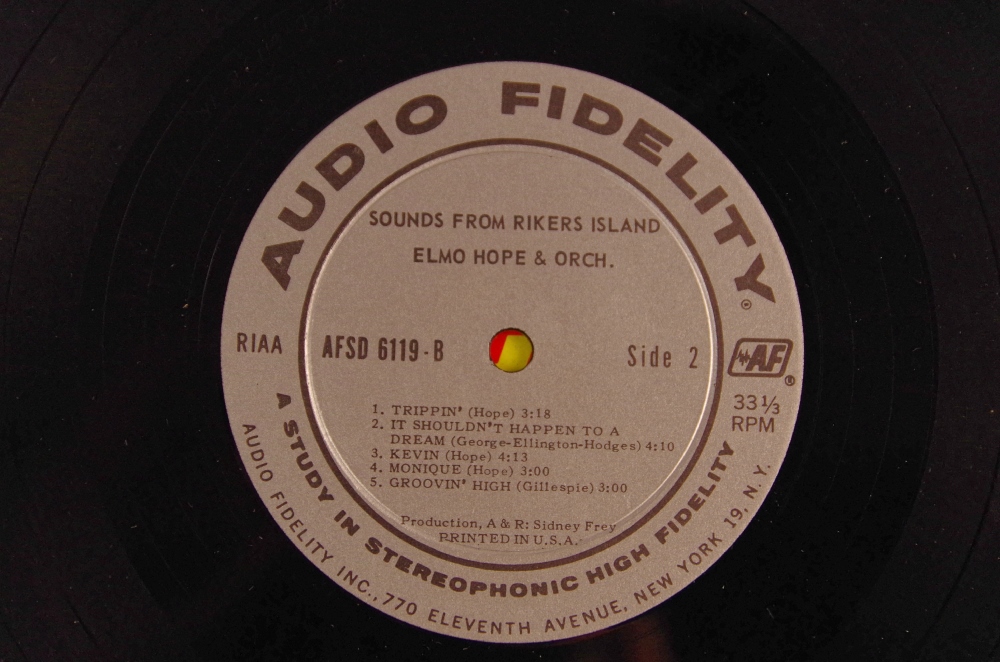 AUDIO FIDELITY ®
SOUNDS FROM RIKERS ISLAND
ELMO HOPE & ORCH.
RIAA
AFSD 6119-B
Side 2
AF ®
33⅓
RPM
1. TRIPPIN' (Hope) 3:18
2. IT SHOULDN'T HAPPEN TO A
DREAM (George-Ellington-Hodges) 4:10
3. KEVIN (Hope) 4:13
4. MONIQUE (Hope) 3:00
5. GROOVIN' HIGH (Gillespie) 3:00
Production, A & R: Sidney Frey
PRINTED IN U.S.A.
A STUDY IN STEREOPHONIC HIGH FIDELITY
AUDIO FIDELITY INC., 770 ELEVENTH AVENUE, NEW YORK 19, N.Y.